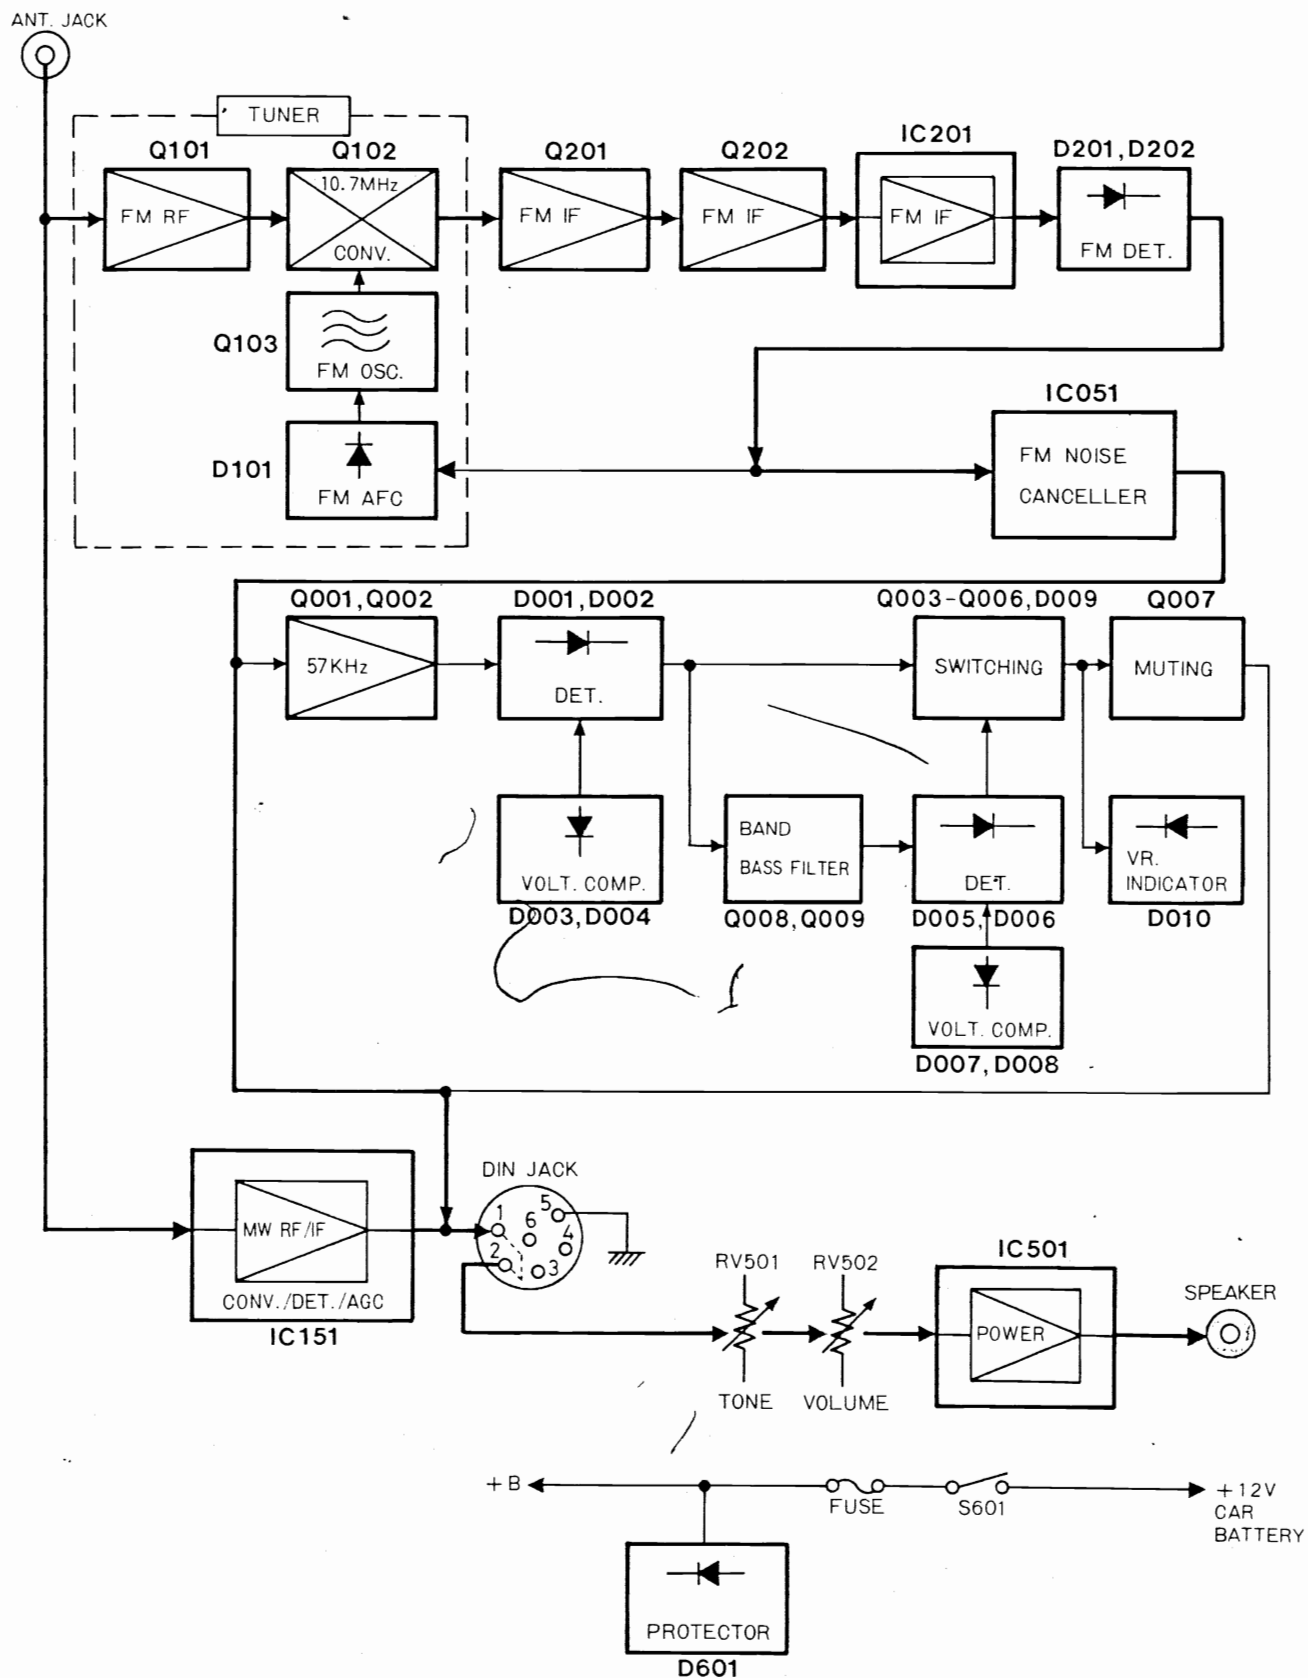 ANT. JACK
TUNER
Q101
Q102
Q201
Q202
IC201
D201, D202
FM RF
10.7MHz
CONV.
FM IF
FM IF
FM IF
FM DET.
Q103
FM OSC.
D101
FM AFC
IC051
FM NOISE
CANCELLER
Q001, Q002
D001, D002
Q003-Q006, D009
Q007
57KHz
DET.
SWITCHING
MUTING
VOLT. COMP.
D003, D004
BAND
BASS FILTER
Q008, Q009
DET.
D005, D006
VR.
INDICATOR
D010
VOLT. COMP.
D007, D008
MW RF/IF
CONV./DET./AGC
IC151
DIN JACK
1
2
3
4
5
6
RV501
TONE
RV502
VOLUME
IC501
POWER
SPEAKER
+B
FUSE
S601
+12V
CAR
BATTERY
PROTECTOR
D601